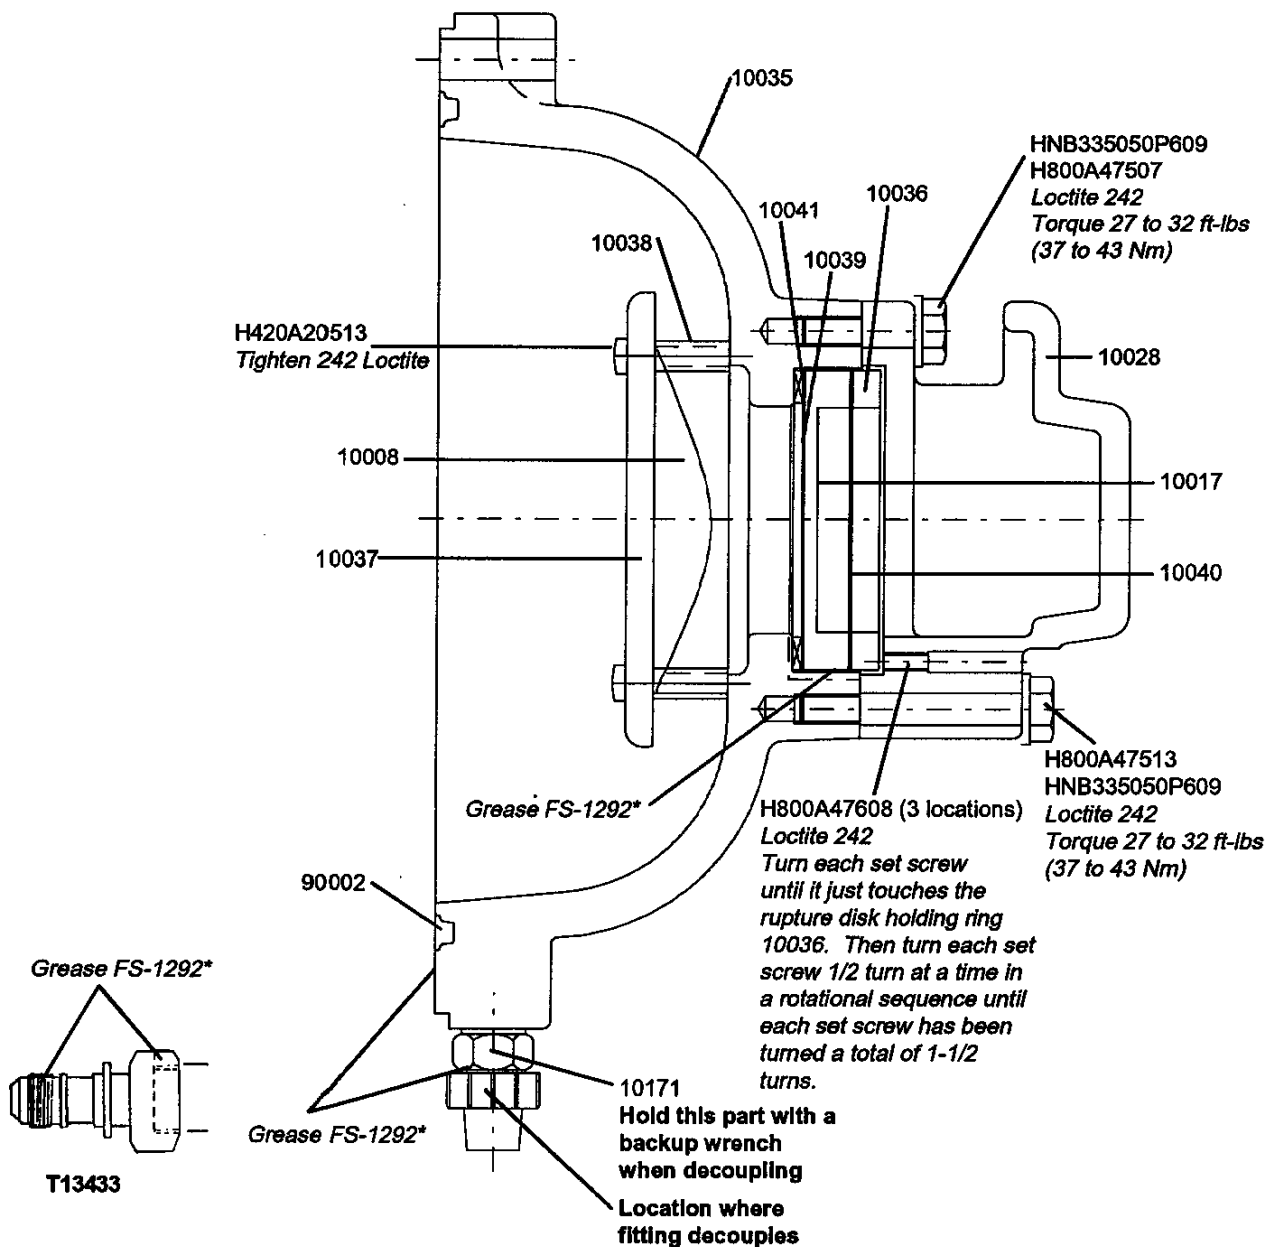 10035
HNB335050P609
H800A47507
Loctite 242
Torque 27 to 32 ft-lbs
(37 to 43 Nm)
10036
10041
10038
10039
H420A20513
Tighten 242 Loctite
10028
10008
10017
10037
10040
Grease FS-1292*
H800A47608 (3 locations)
Loctite 242
Turn each set screw
until it just touches the
rupture disk holding ring
10036. Then turn each set
screw 1/2 turn at a time in
a rotational sequence until
each set screw has been
turned a total of 1-1/2
turns.
H800A47513
HNB335050P609
Loctite 242
Torque 27 to 32 ft-lbs
(37 to 43 Nm)
90002
Grease FS-1292*
T13433
Grease FS-1292*
10171
Hold this part with a
backup wrench
when decoupling
Location where
fitting decouples